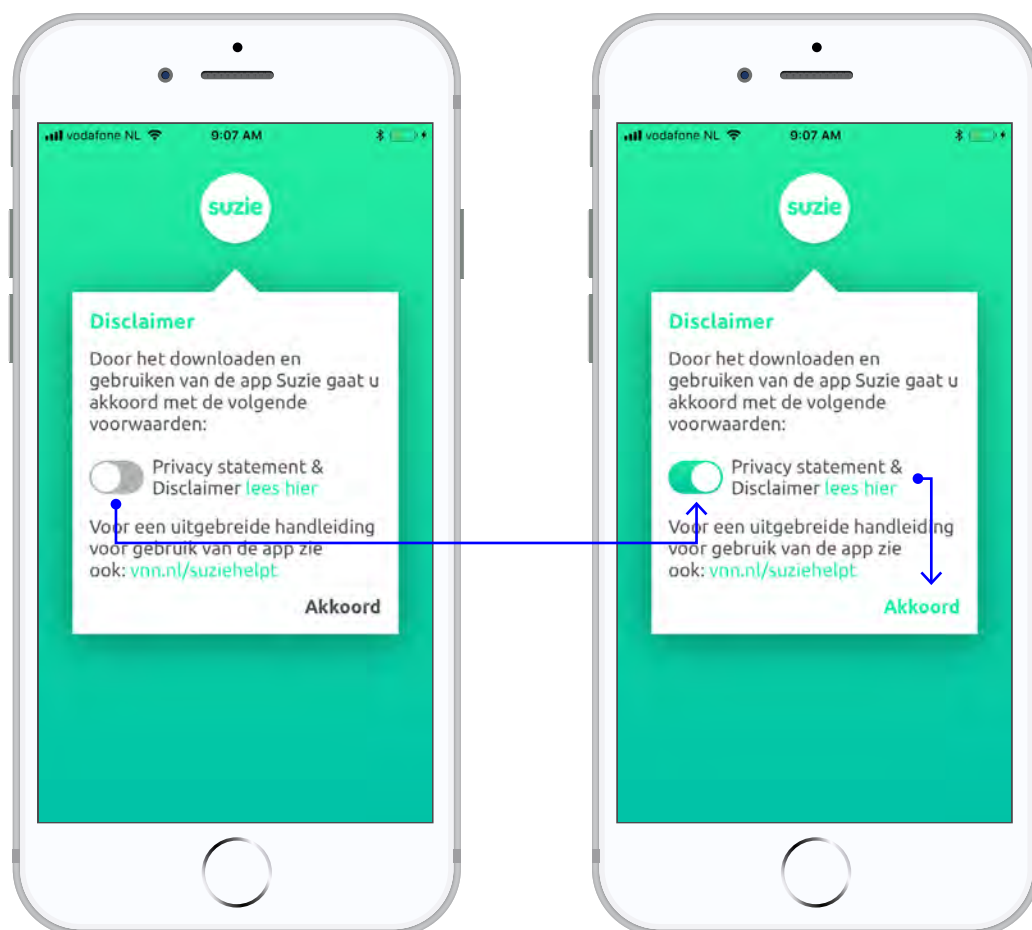 vodafone NL 9:07 AM
suzie
Disclaimer
Door het downloaden en
gebruiken van de app Suzie gaat u
akkoord met de volgende
voorwaarden:
Privacy statement &
Disclaimer lees hier
Voor een uitgebreide handleiding
voor gebruik van de app zie
ook: vnn.nl/suziehelpt
Akkoord
vodafone NL 9:07 AM
suzie
Disclaimer
Door het downloaden en
gebruiken van de app Suzie gaat u
akkoord met de volgende
voorwaarden:
Privacy statement &
Disclaimer lees hier
Voor een uitgebreide handleiding
voor gebruik van de app zie
ook: vnn.nl/suziehelpt
Akkoord